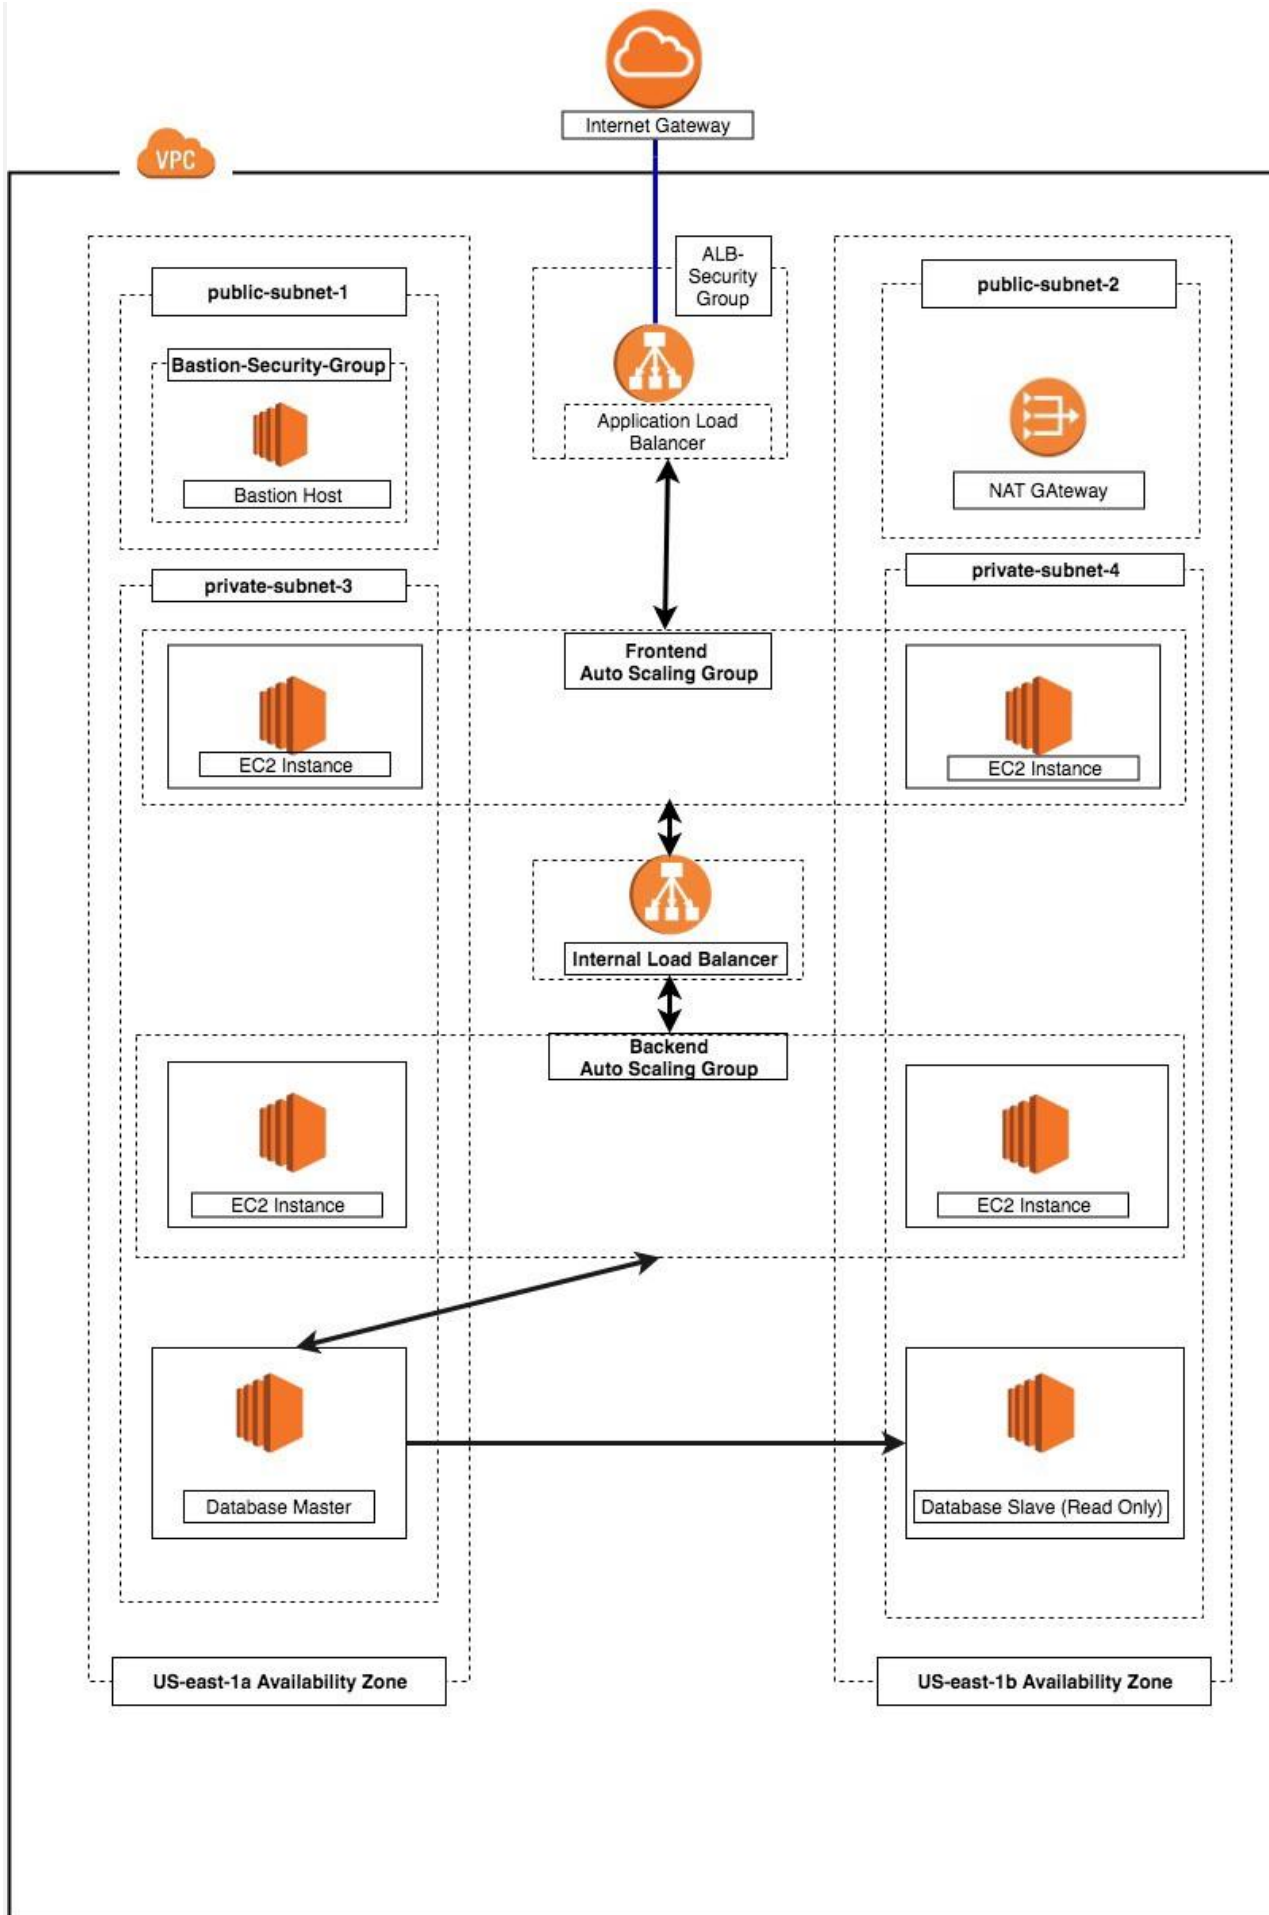 Internet Gateway
VPC
ALB-
Security
Group
public-subnet-1
public-subnet-2
Bastion-Security-Group
Application Load
Balancer
Bastion Host
NAT GAteway
private-subnet-3
private-subnet-4
Frontend
Auto Scaling Group
EC2 Instance
EC2 Instance
Internal Load Balancer
Backend
Auto Scaling Group
EC2 Instance
EC2 Instance
Database Master
Database Slave (Read Only)
US-east-1a Availability Zone
US-east-1b Availability Zone